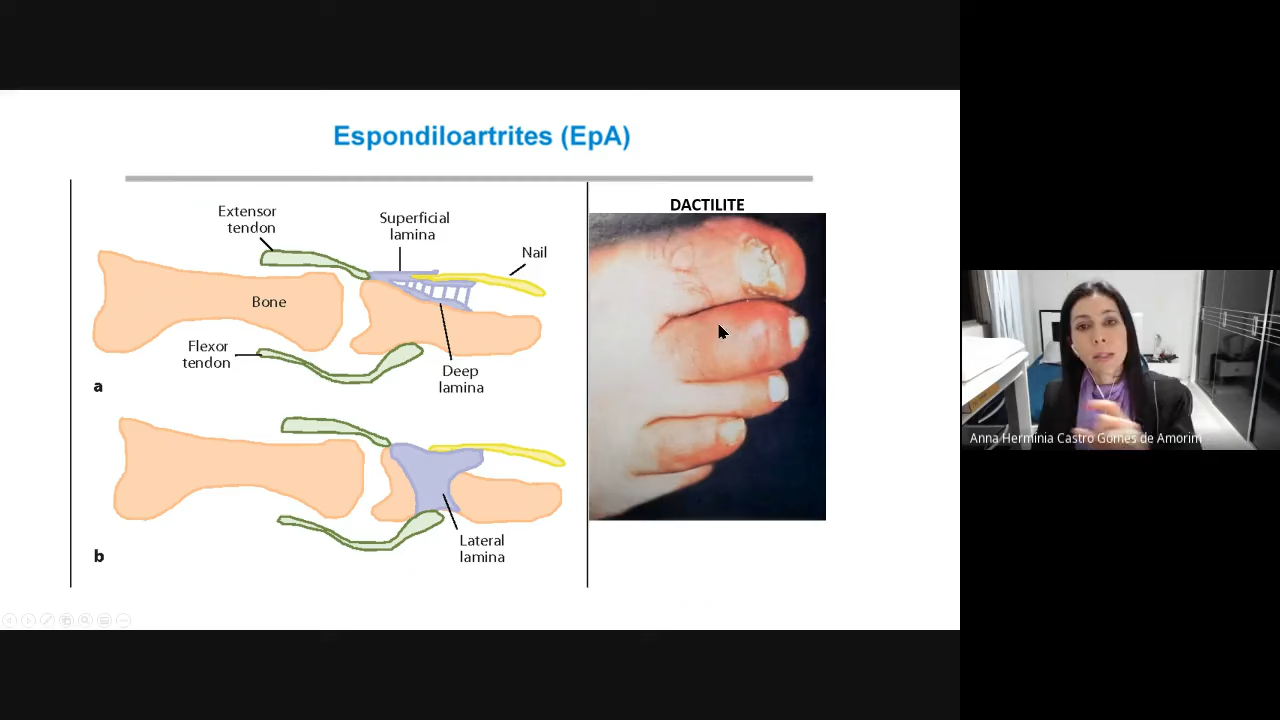 Espondiloartrites (EpA)
Extensor
tendon
Superficial
lamina
Nail
Bone
Flexor
tendon
Deep
lamina
a
Lateral
lamina
b
DACTILITE
Anna Hermínia Castro Gomes de Amorim